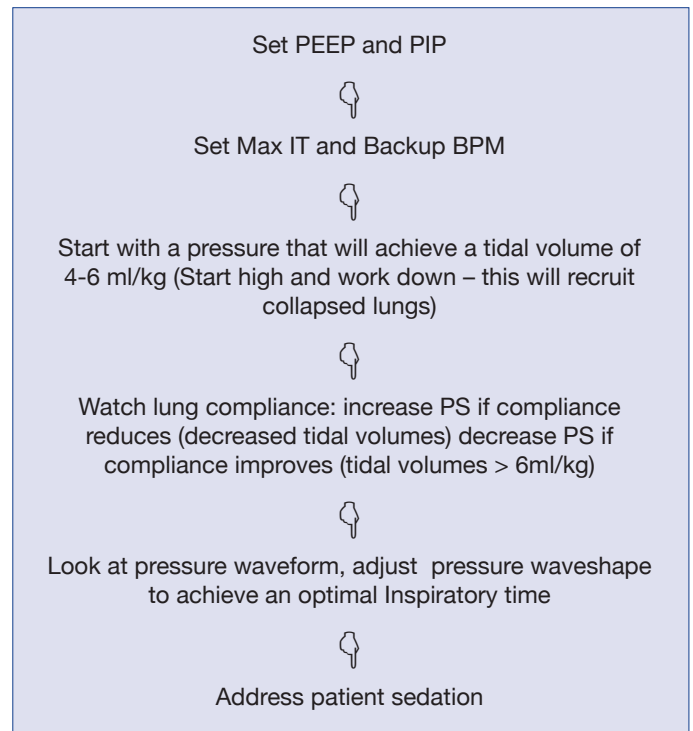 Set PEEP and PIP
Set Max IT and Backup BPM
Start with a pressure that will achieve a tidal volume of
4-6 ml/kg (Start high and work down – this will recruit
collapsed lungs)
Watch lung compliance: increase PS if compliance
reduces (decreased tidal volumes) decrease PS if
compliance improves (tidal volumes > 6ml/kg)
Look at pressure waveform, adjust pressure waveshape
to achieve an optimal Inspiratory time
Address patient sedation